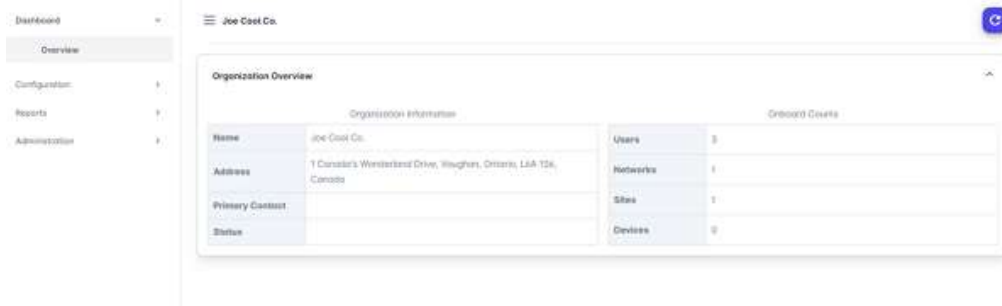 Dashboard
Overview
Configuration
Reports
Administration
Joe Cool Co.
Organization Overview
Organization Information
Name
Joe Cool Co.
Address
1 Canada's Wonderland Drive, Vaughan, Ontario, L6A
Canada
Primary Contact
Status
Onboard Counts
Users
3
Networks
1
Sites
1
Devices
0